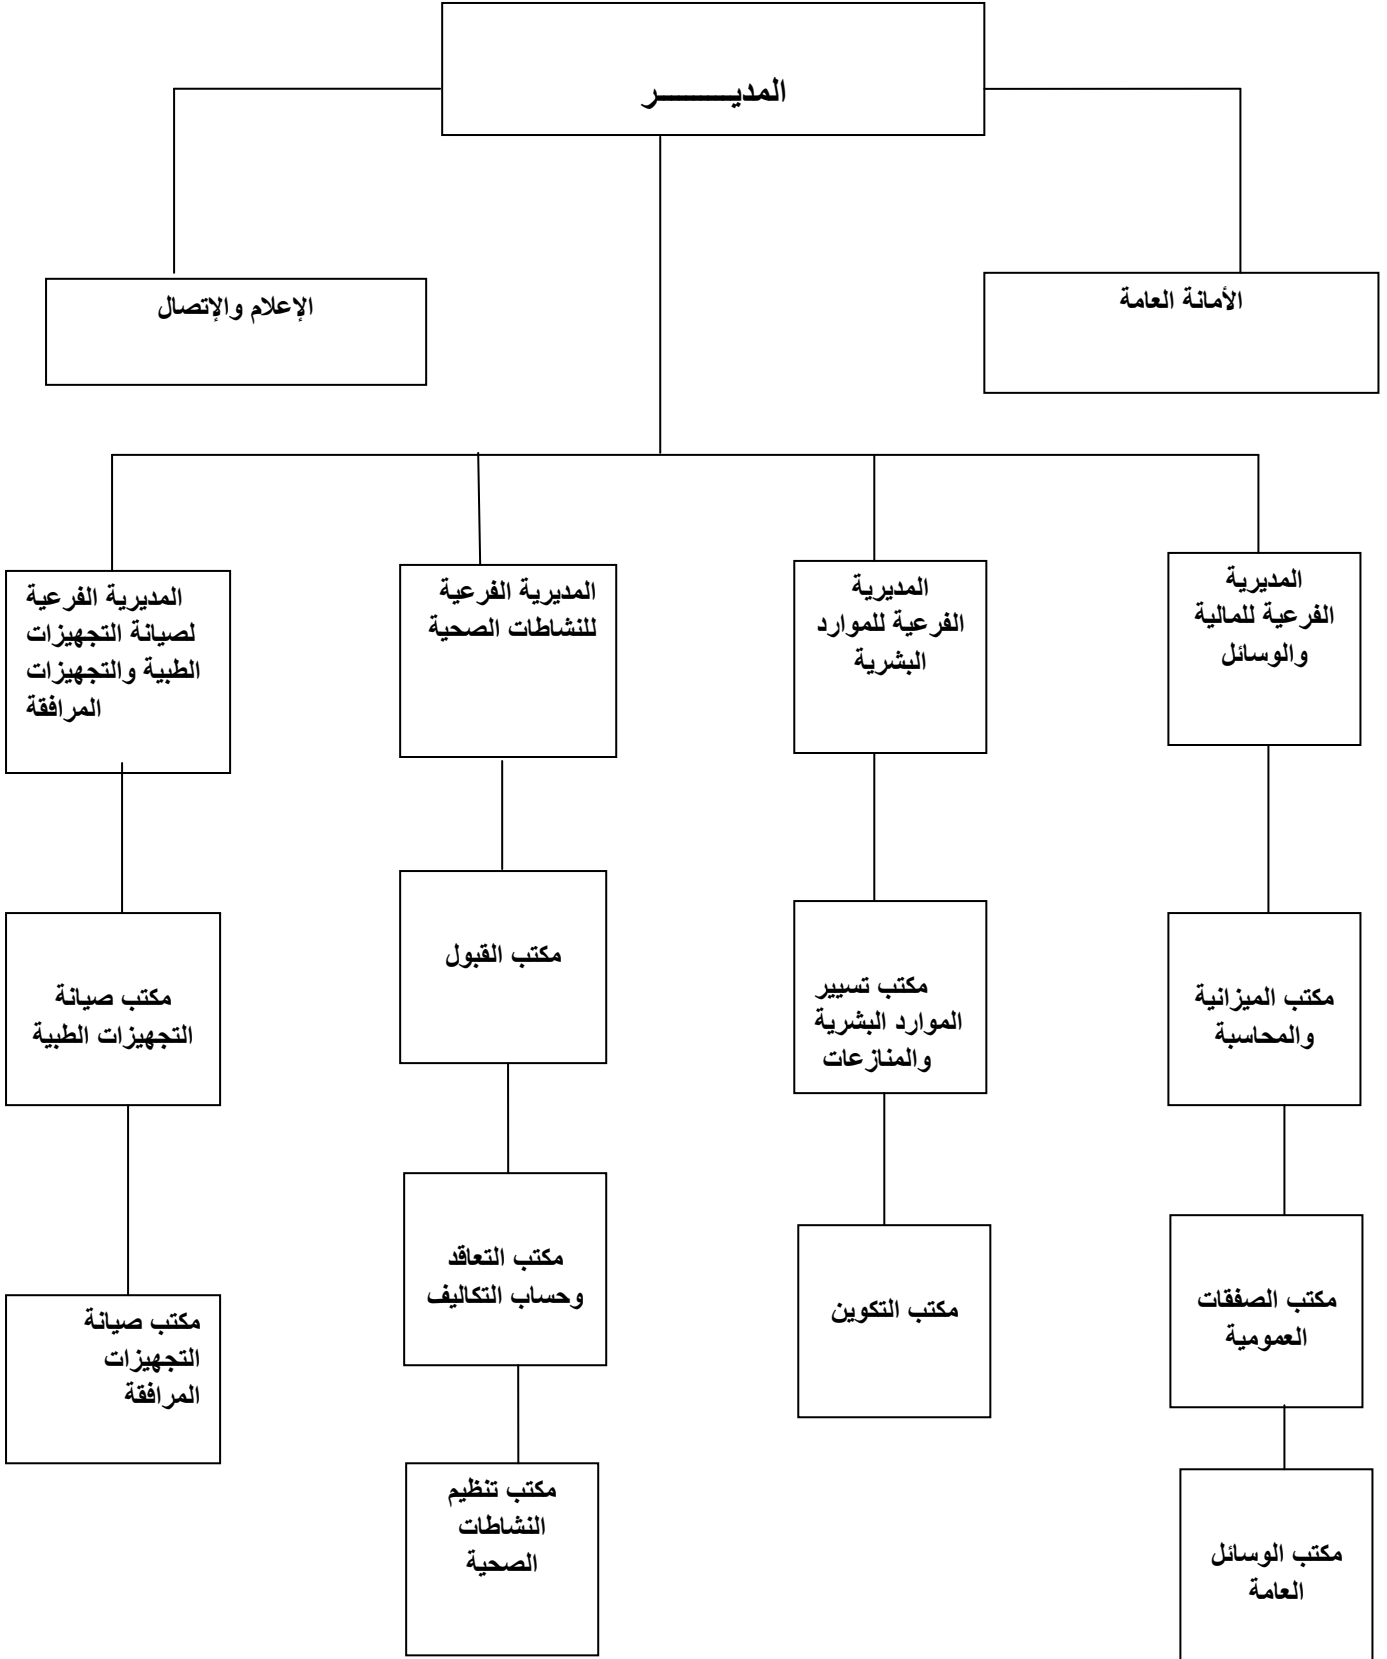 المديـــــــــر
الأمانة العامة
الإعلام والإتصال
المديرية
الفرعية للمالية
والوسائل
المديرية
الفرعية للموارد
البشرية
المديرية الفرعية
للنشاطات الصحية
المديرية الفرعية
لصيانة التجهيزات
الطبية والتجهيزات
المرافقة
مكتب الميزانية
والمحاسبة
مكتب تسيير
الموارد البشرية
والمنازعات
مكتب القبول
مكتب صيانة
التجهيزات الطبية
مكتب الصفقات
العمومية
مكتب التكوين
مكتب التعاقد
وحساب التكاليف
مكتب صيانة
التجهيزات
المرافقة
مكتب الوسائل
العامة
مكتب تنظيم
النشاطات
الصحية